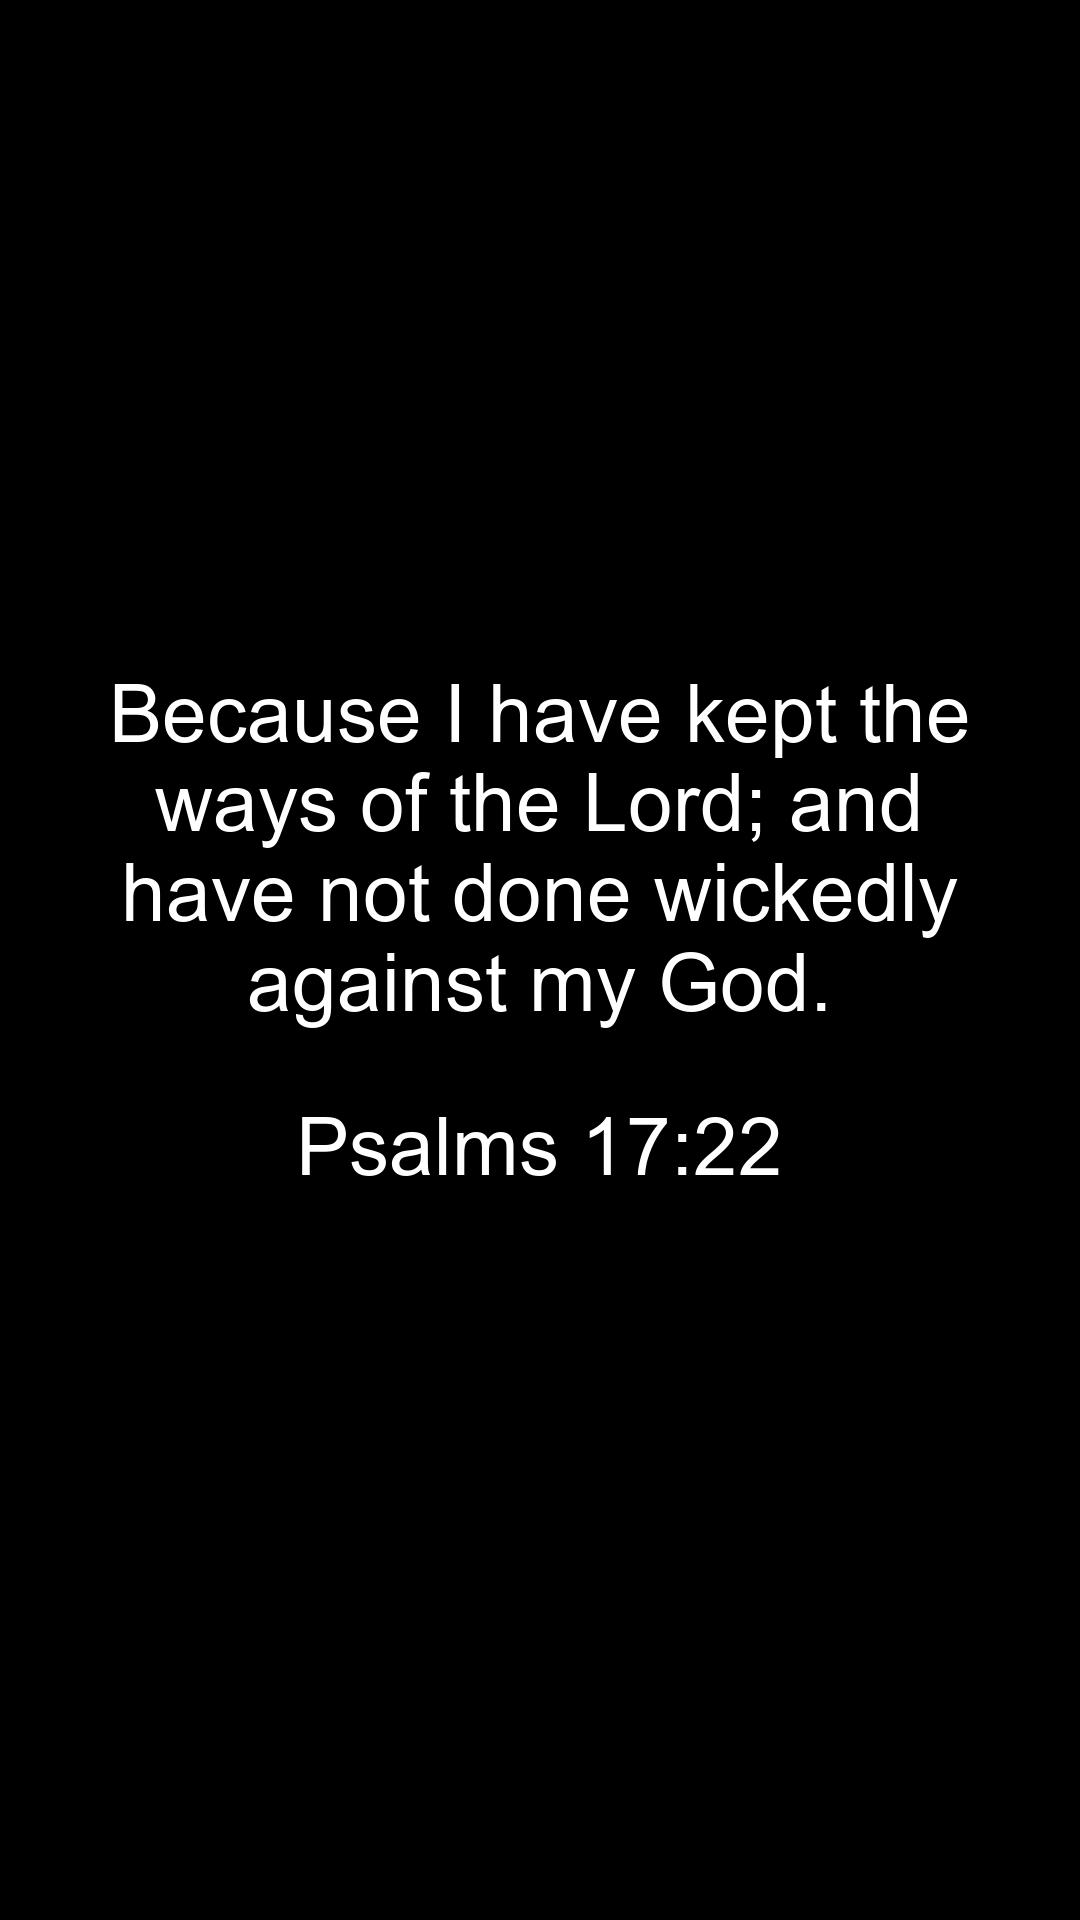 Because I have kept the
ways of the Lord; and
have not done wickedly
against my God.
Psalms 17:22